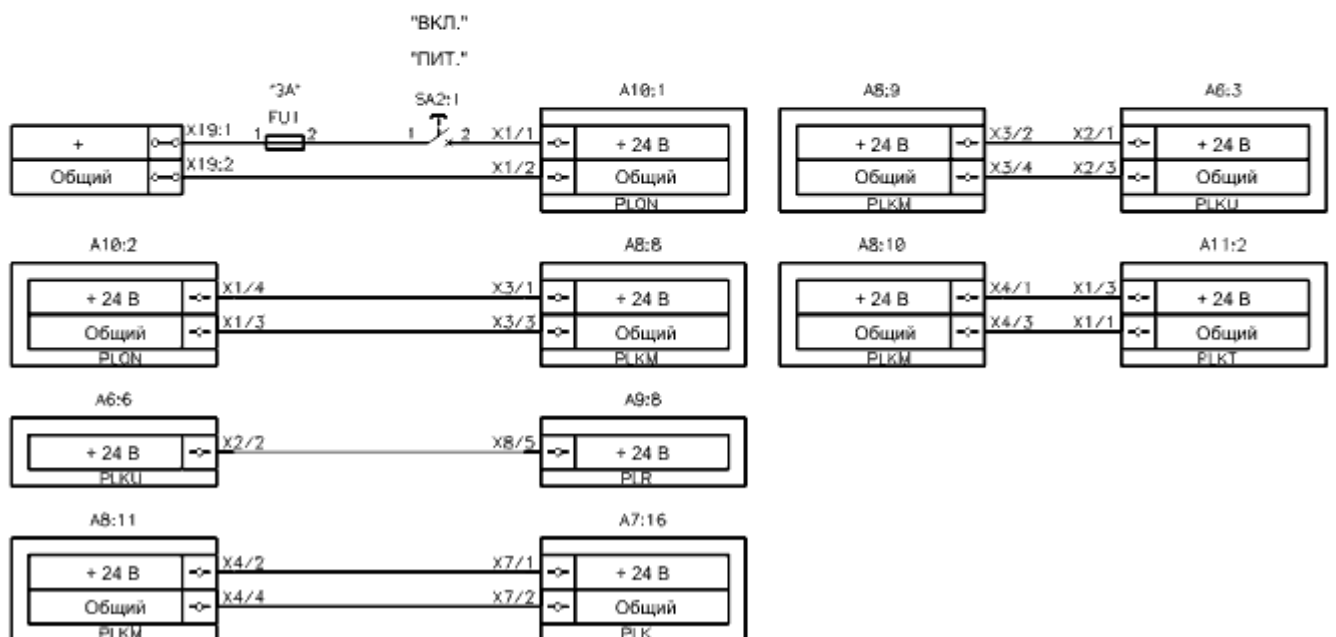 "ВКЛ."
"ПИТ."
"3А"
FU1
SA2:1
A10:1
A8:9
A6:3
+
X19:1
1
2
1
2
X1/1
+ 24 В
+ 24 В
X3/2
X2/1
+ 24 В
Общий
X19:2
X1/2
Общий
Общий
X3/4
X2/3
Общий
PLON
PLKM
PLKU
A10:2
A8:8
A8:10
A11:2
+ 24 В
X1/4
X3/1
+ 24 В
+ 24 В
X4/1
X1/3
+ 24 В
Общий
X1/3
X3/3
Общий
Общий
X4/3
X1/1
Общий
PLON
PLKM
PLKM
PLKT
A6:6
A9:8
+ 24 В
X2/2
X8/5
+ 24 В
PLKU
PLR
A8:11
A7:16
+ 24 В
X4/2
X7/1
+ 24 В
Общий
X4/4
X7/2
Общий
PLKM
PLK